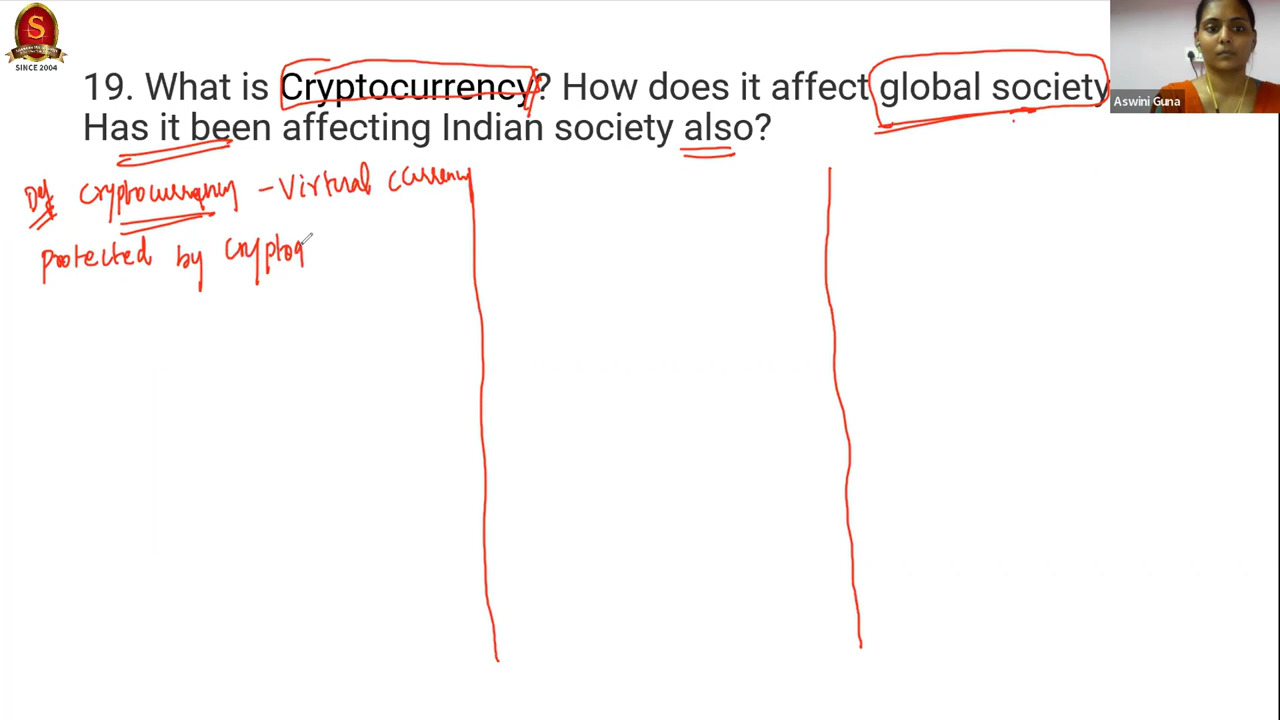 S
SINCE 2004
19. What is Cryptocurrency? How does it affect global society
Has it been affecting Indian society also?
Aswini Guna
Def Cryptocurrency - Virtual currency
protected by Cryptog